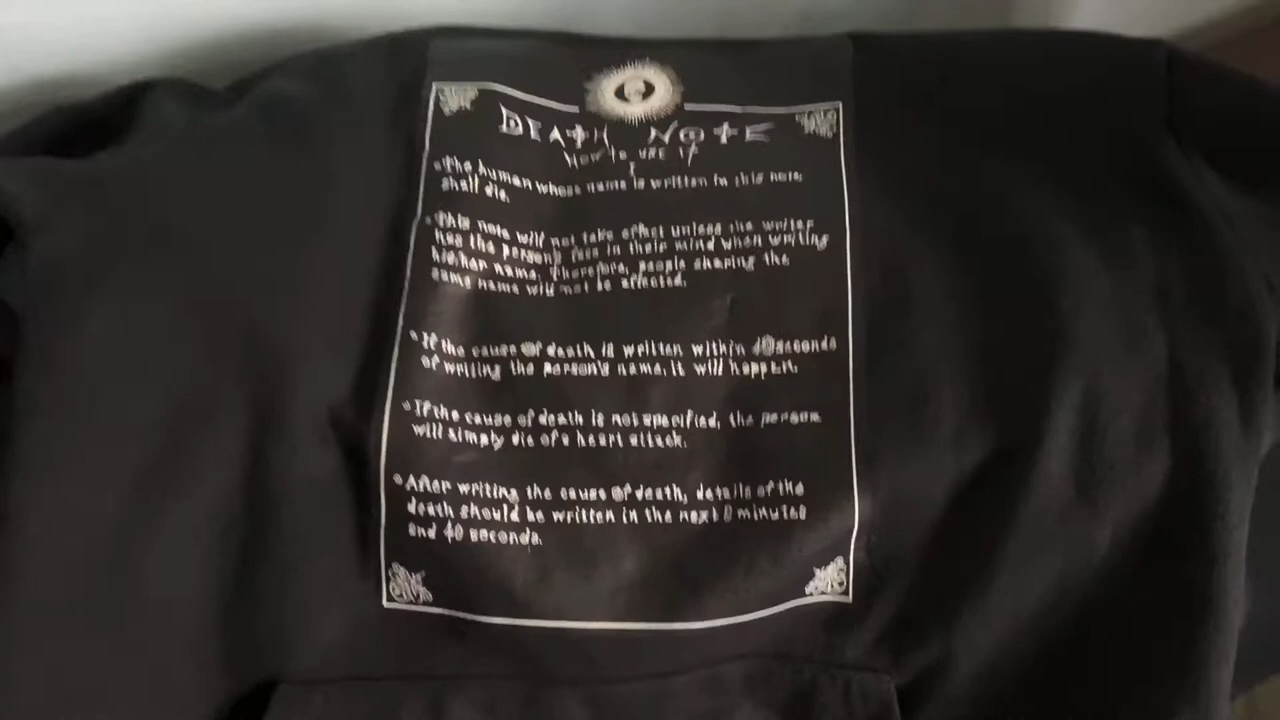 DEATH NOTE
How to use it
I
The human whose name is written in this note
shall die.
This note will not take effect unless the writer
has the person's face in their mind when writing
his/her name. Therefore, people sharing the
same name will not be affected.
If the cause of death is written within 40 seconds
of writing the person's name, it will happen.
If the cause of death is not specified, the person
will simply die of a heart attack.
After writing the cause of death, details of the
death should be written in the next 6 minutes
and 40 seconds.